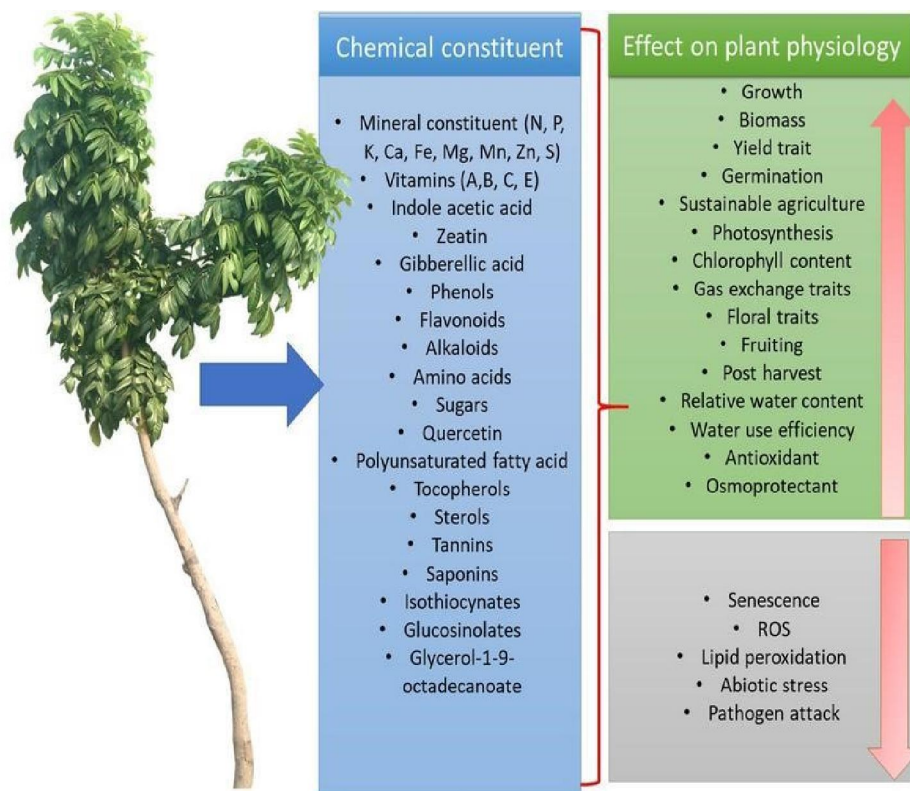 Chemical constituent
• Mineral constituent (N, P,
K, Ca, Fe, Mg, Mn, Zn, S)
• Vitamins (A,B, C, E)
• Indole acetic acid
• Zeatin
• Gibberellic acid
• Phenols
• Flavonoids
• Alkaloids
• Amino acids
• Sugars
• Quercetin
• Polyunsaturated fatty acid
• Tocopherols
• Sterols
• Tannins
• Saponins
• Isothiocynates
• Glucosinolates
• Glycerol-1-9-
octadecanoate
Effect on plant physiology
• Growth
• Biomass
• Yield trait
• Germination
• Sustainable agriculture
• Photosynthesis
• Chlorophyll content
• Gas exchange traits
• Floral traits
• Fruiting
• Post harvest
• Relative water content
• Water use efficiency
• Antioxidant
• Osmoprotectant
• Senescence
• ROS
• Lipid peroxidation
• Abiotic stress
• Pathogen attack